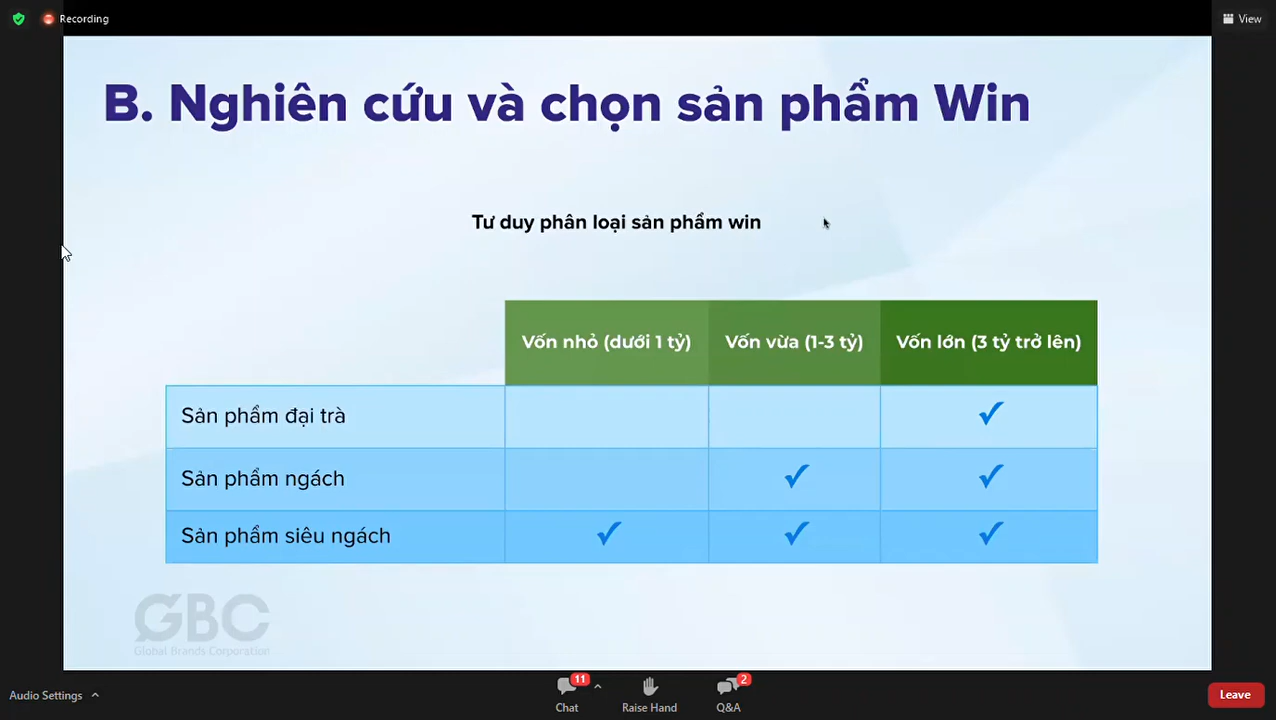 Recording
View
B. Nghiên cứu và chọn sản phẩm Win
Tư duy phân loại sản phẩm win
Vốn nhỏ (dưới 1 tỷ) Vốn vừa (1-3 tỷ) Vốn lớn (3 tỷ trở lên)
Sản phẩm đại trà ✓
Sản phẩm ngách ✓ ✓
Sản phẩm siêu ngách ✓ ✓ ✓
GBC
Global Brands Corporation
Audio Settings
11
Chat
Raise Hand
2
Q&A
Leave